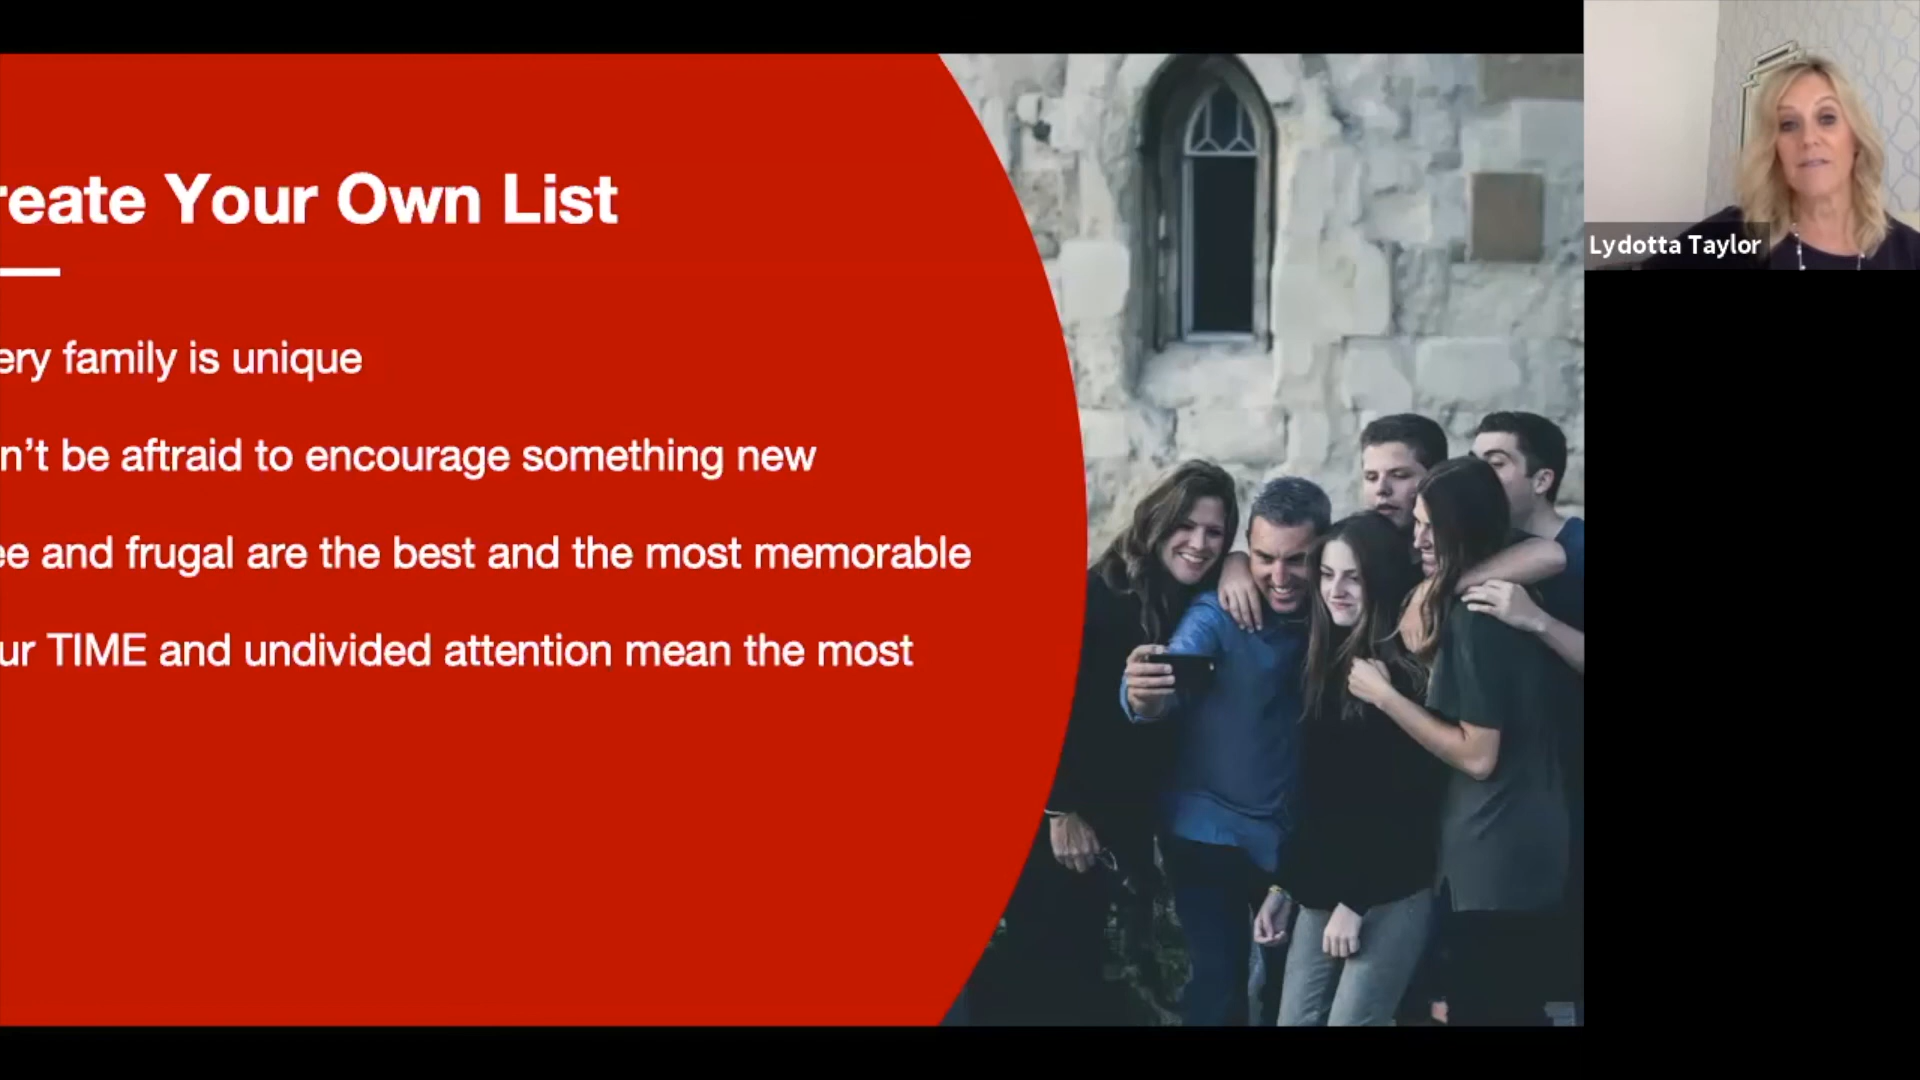 reate Your Own List
ery family is unique
n't be aftraid to encourage something new
ee and frugal are the best and the most memorable
ur TIME and undivided attention mean the most
Lydotta Taylor